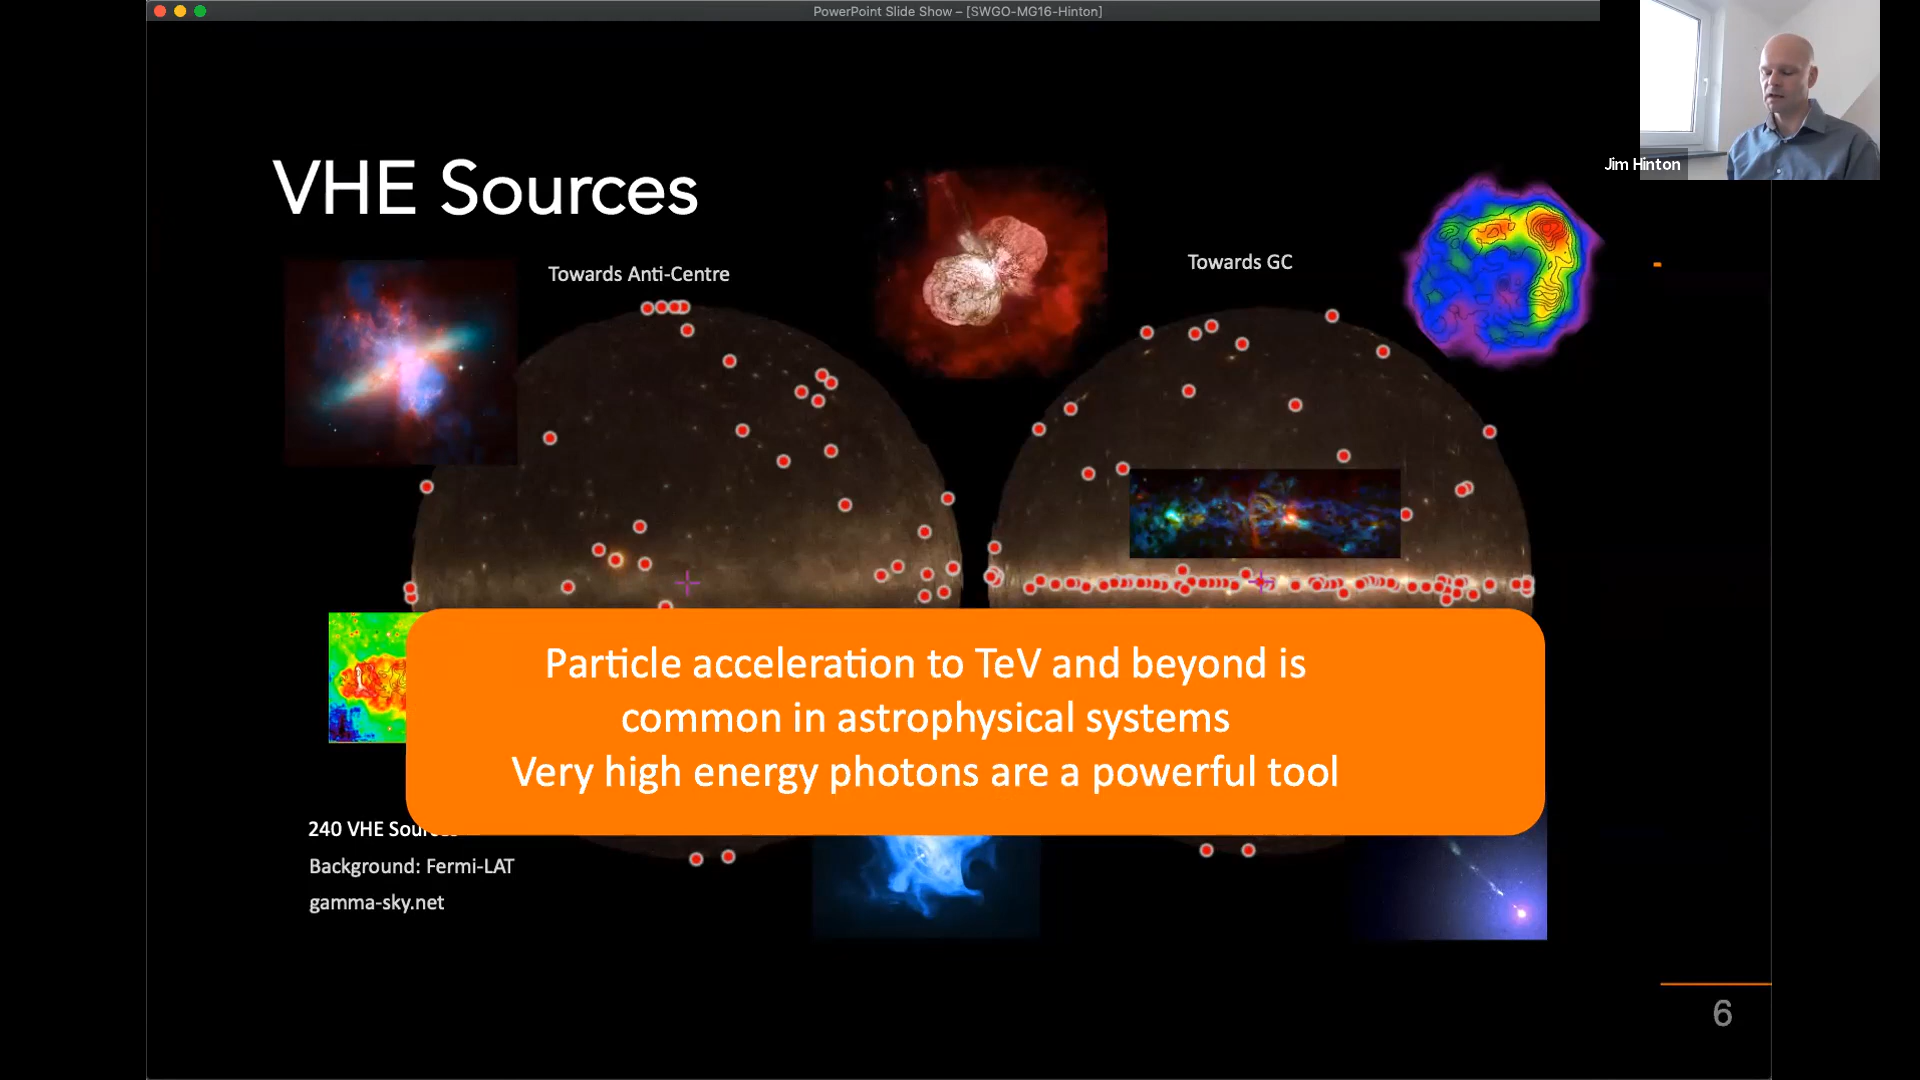 PowerPoint Slide Show – [SWGO-MG16-Hinton]
Jim Hinton
VHE Sources
Towards Anti-Centre
Towards GC
Particle acceleration to TeV and beyond is
common in astrophysical systems
Very high energy photons are a powerful tool
240 VHE Sources
Background: Fermi-LAT
gamma-sky.net
6